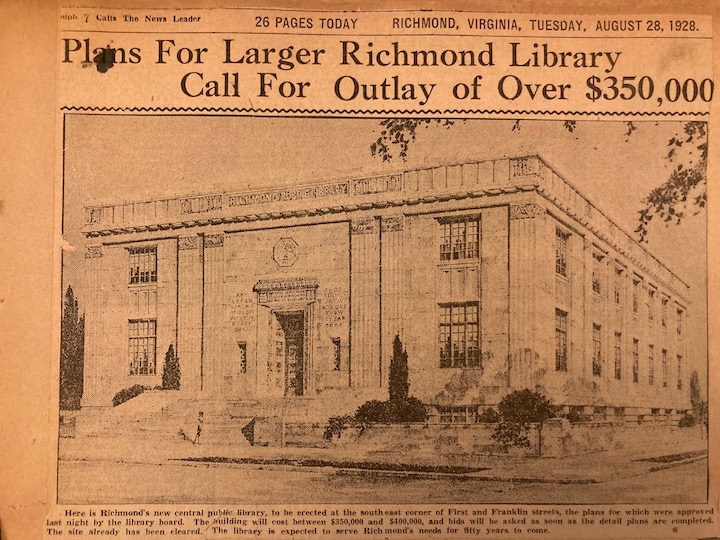 7 Calls The News Leader
26 PAGES TODAY
RICHMOND, VIRGINIA, TUESDAY, AUGUST 28, 1928.
Plans For Larger Richmond Library
Call For Outlay of Over $350,000
RICHMOND PUBLIC LIBRARY
Here is Richmond's new central public library, to be erected at the southeast corner of First and Franklin streets, the plans for which were approved
last night by the library board. The building will cost between $350,000 and $400,000, and bids will be asked as soon as the detail plans are completed.
The site already has been cleared. The library is expected to serve Richmond's needs for fifty years to come.